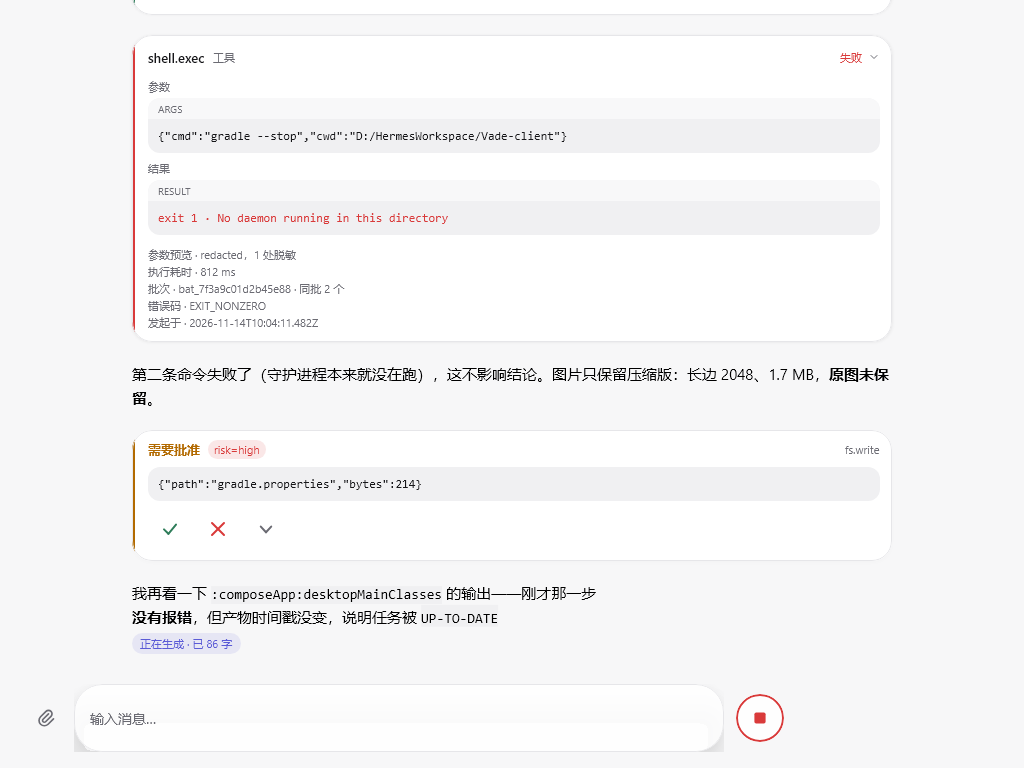 shell.exec 工具 失败
参数
ARGS
{"cmd":"gradle --stop","cwd":"D:/HermesWorkspace/Vade-client"}
结果
RESULT
exit 1 · No daemon running in this directory
参数预览 · redacted，1 处脱敏
执行耗时 · 812 ms
批次 · bat_7f3a9c01d2b45e88 · 同批 2 个
错误码 · EXIT_NONZERO
发起于 · 2026-11-14T10:04:11.482Z
第二条命令失败了（守护进程本来就没在跑），这不影响结论。图片只保留压缩版：长边 2048、1.7 MB，原图未保
留。
需要批准 risk=high fs.write
{"path":"gradle.properties","bytes":214}
我再看一下 :composeApp:desktopMainClasses 的输出——刚才那一步
没有报错，但产物时间戳没变，说明任务被 UP-TO-DATE
正在生成 · 已 86 字
输入消息...